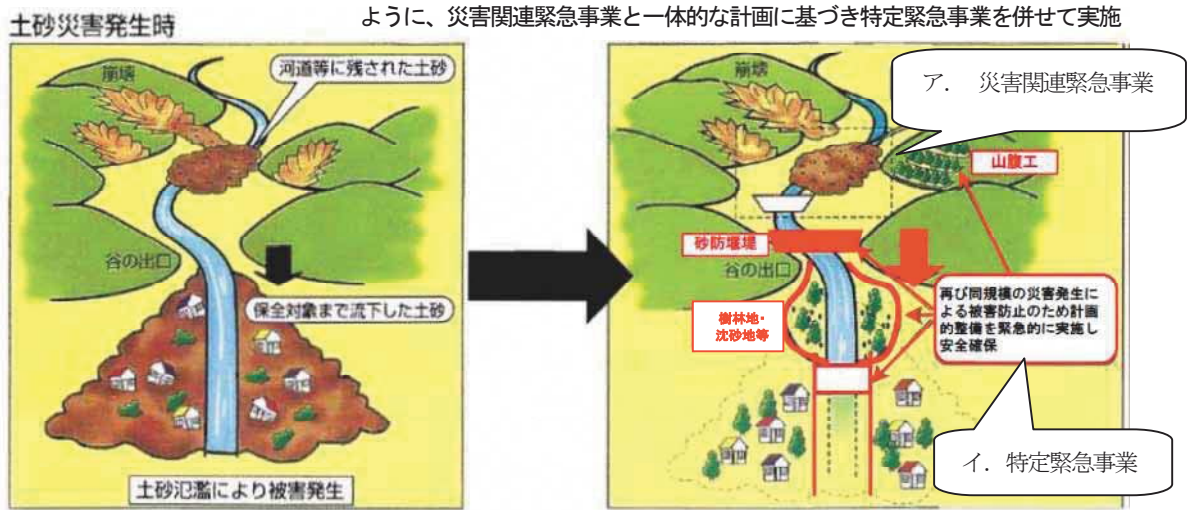 ように、災害関連緊急事業と一体的な計画に基づき特定緊急事業を併せて実施
土砂災害発生時
崩壊
河道等に残された土砂
谷の出口
保全対象まで流下した土砂
土砂氾濫により被害発生
崩壊
ア．　災害関連緊急事業
山腹工
砂防堰堤
谷の出口
樹林地・
沈砂地等
再び同規模の災害発生に
よる被害防止のため計画
的整備を緊急的に実施し
安全確保
イ．特定緊急事業